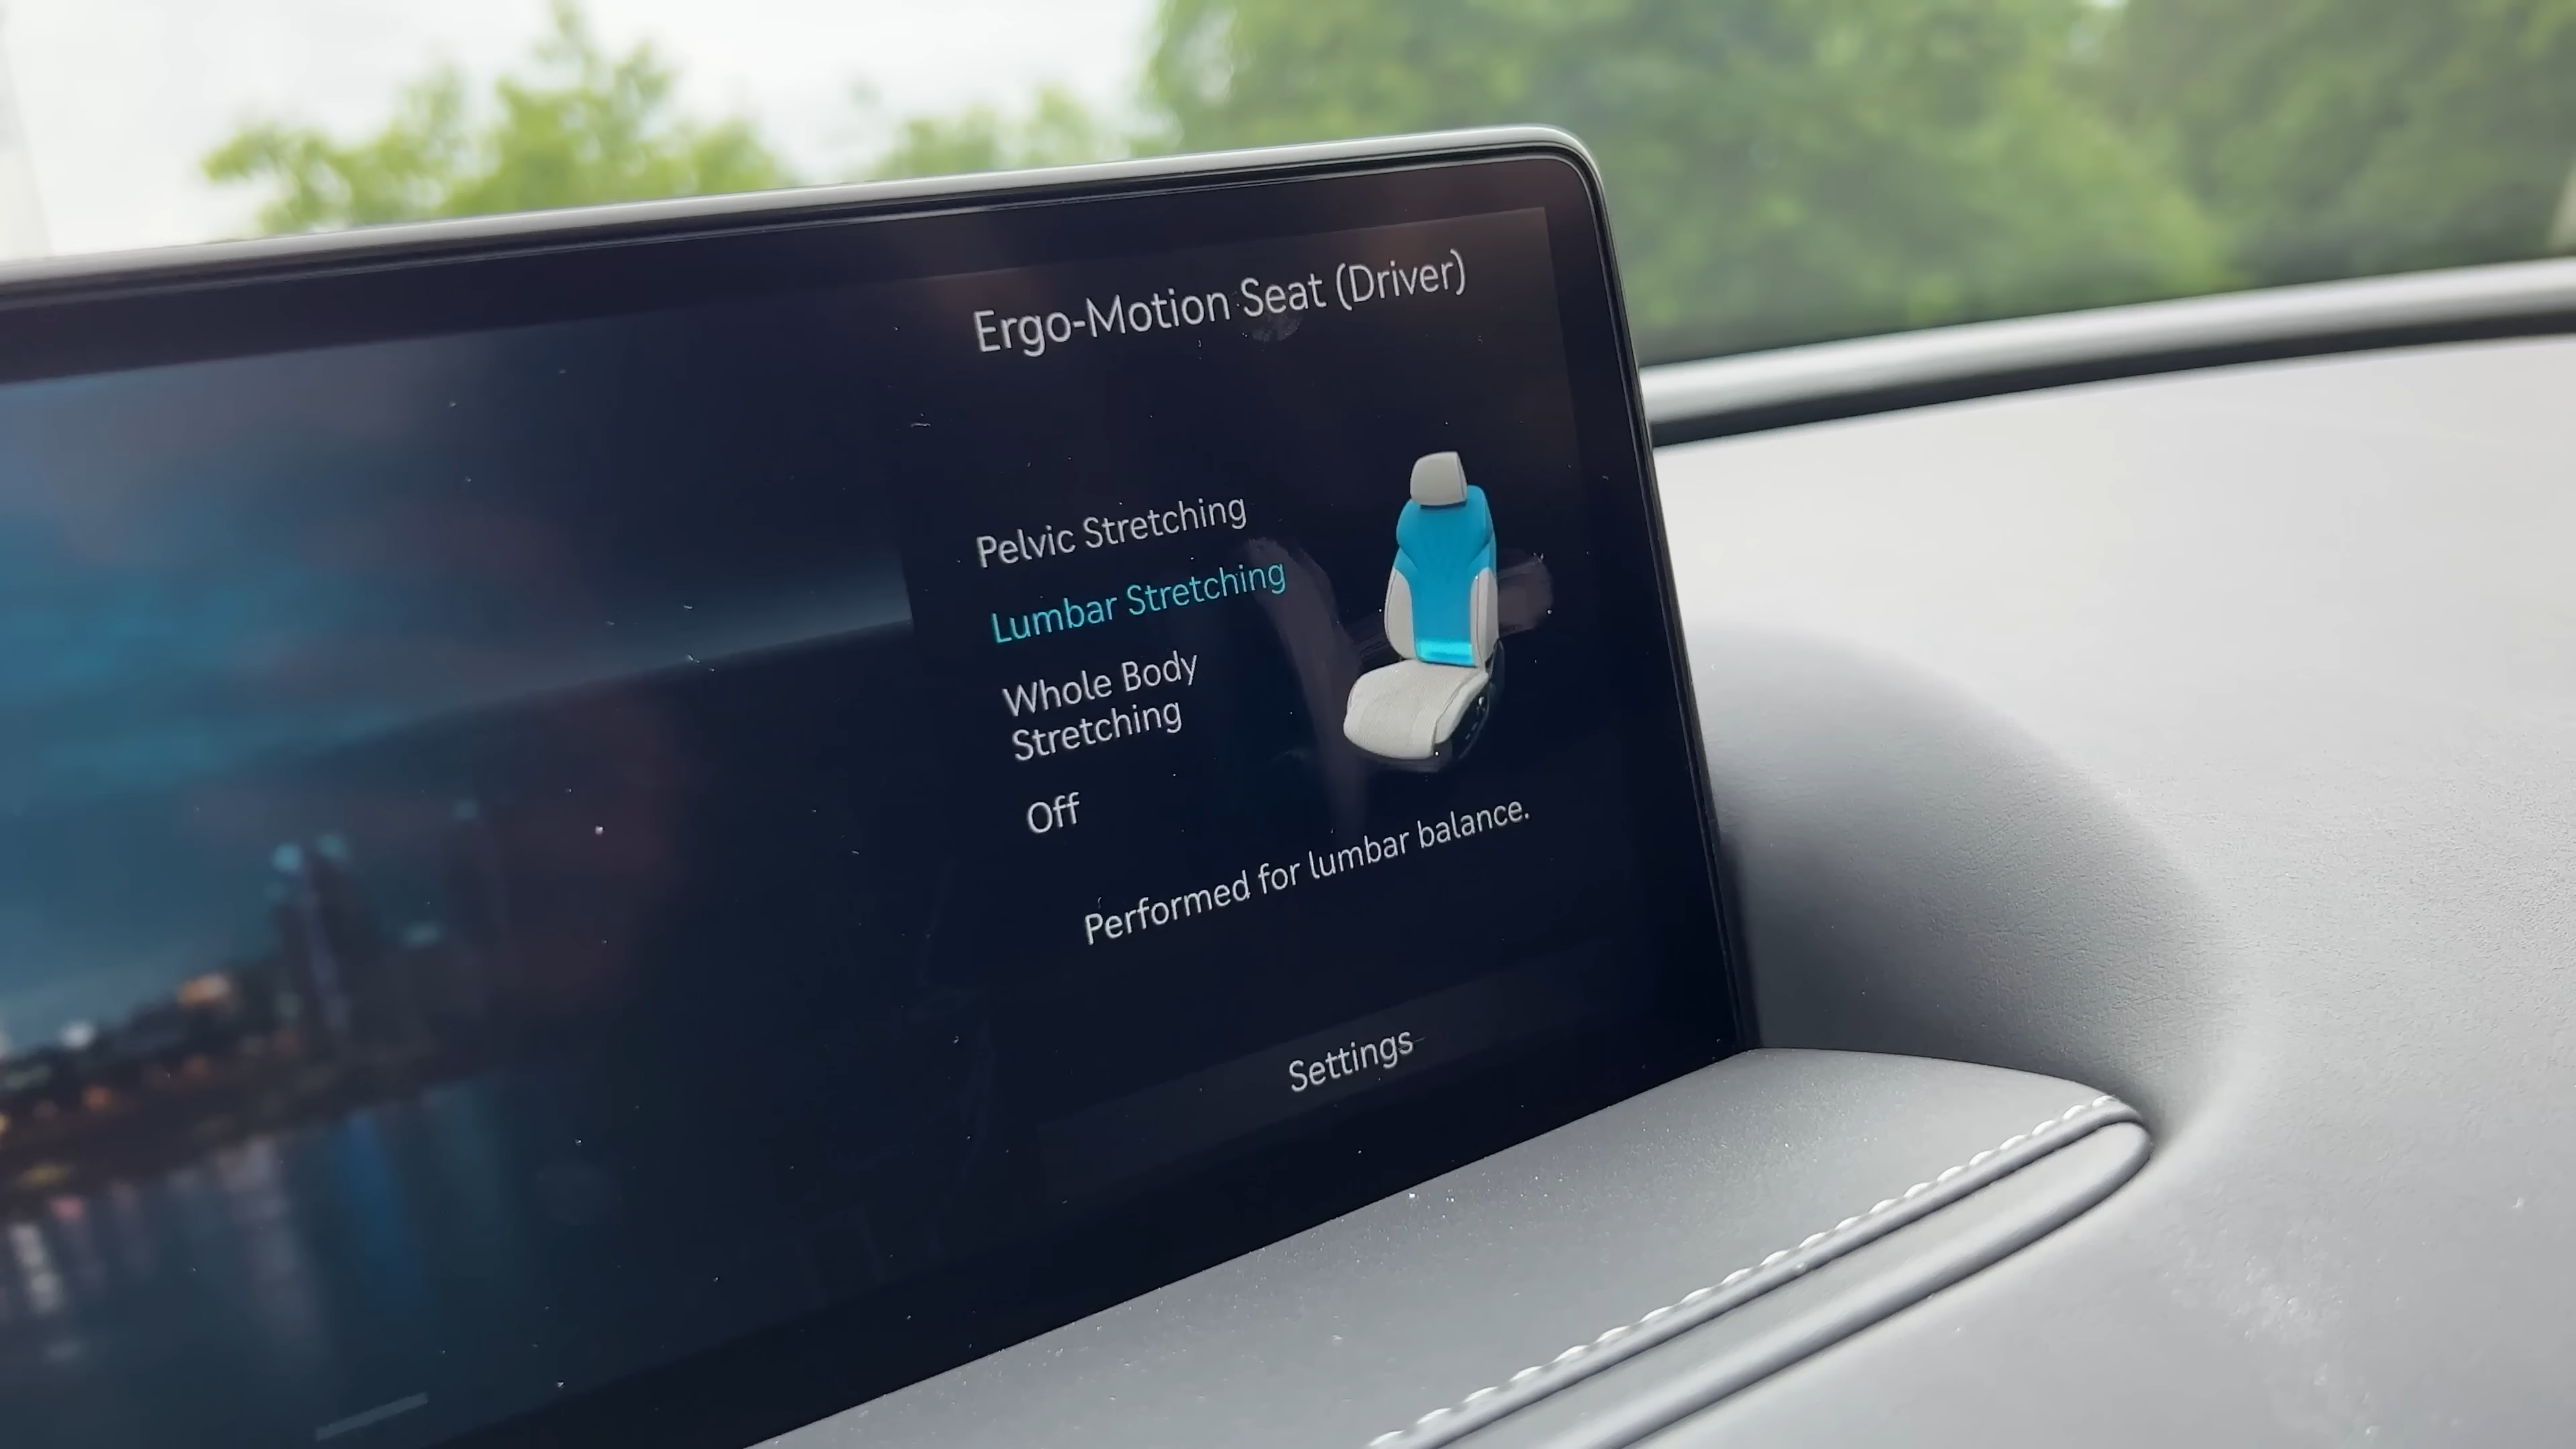 Ergo-Motion Seat (Driver)
Pelvic Stretching
Lumbar Stretching
Whole Body
Stretching
Off
Performed for lumbar balance.
Settings